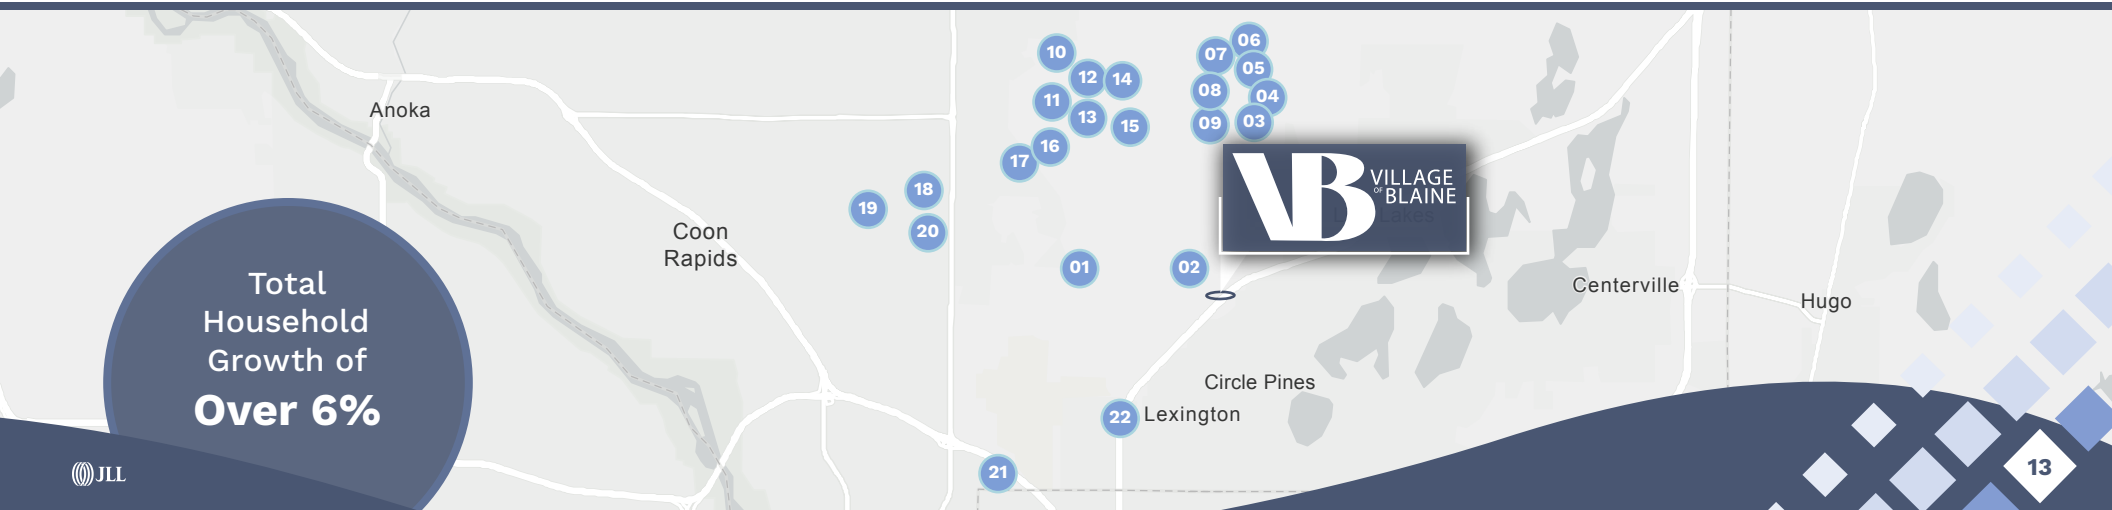 06
10
07
05
12
14
08
04
11
13
15
09
03
Anoka
16
17
VB VILLAGE
OF BLAINE
Lakes
18
19
20
Coon
Rapids
01
02
Centerville
Hugo
Total
Household
Growth of
Over 6%
Circle Pines
22
Lexington
21
JLL
13